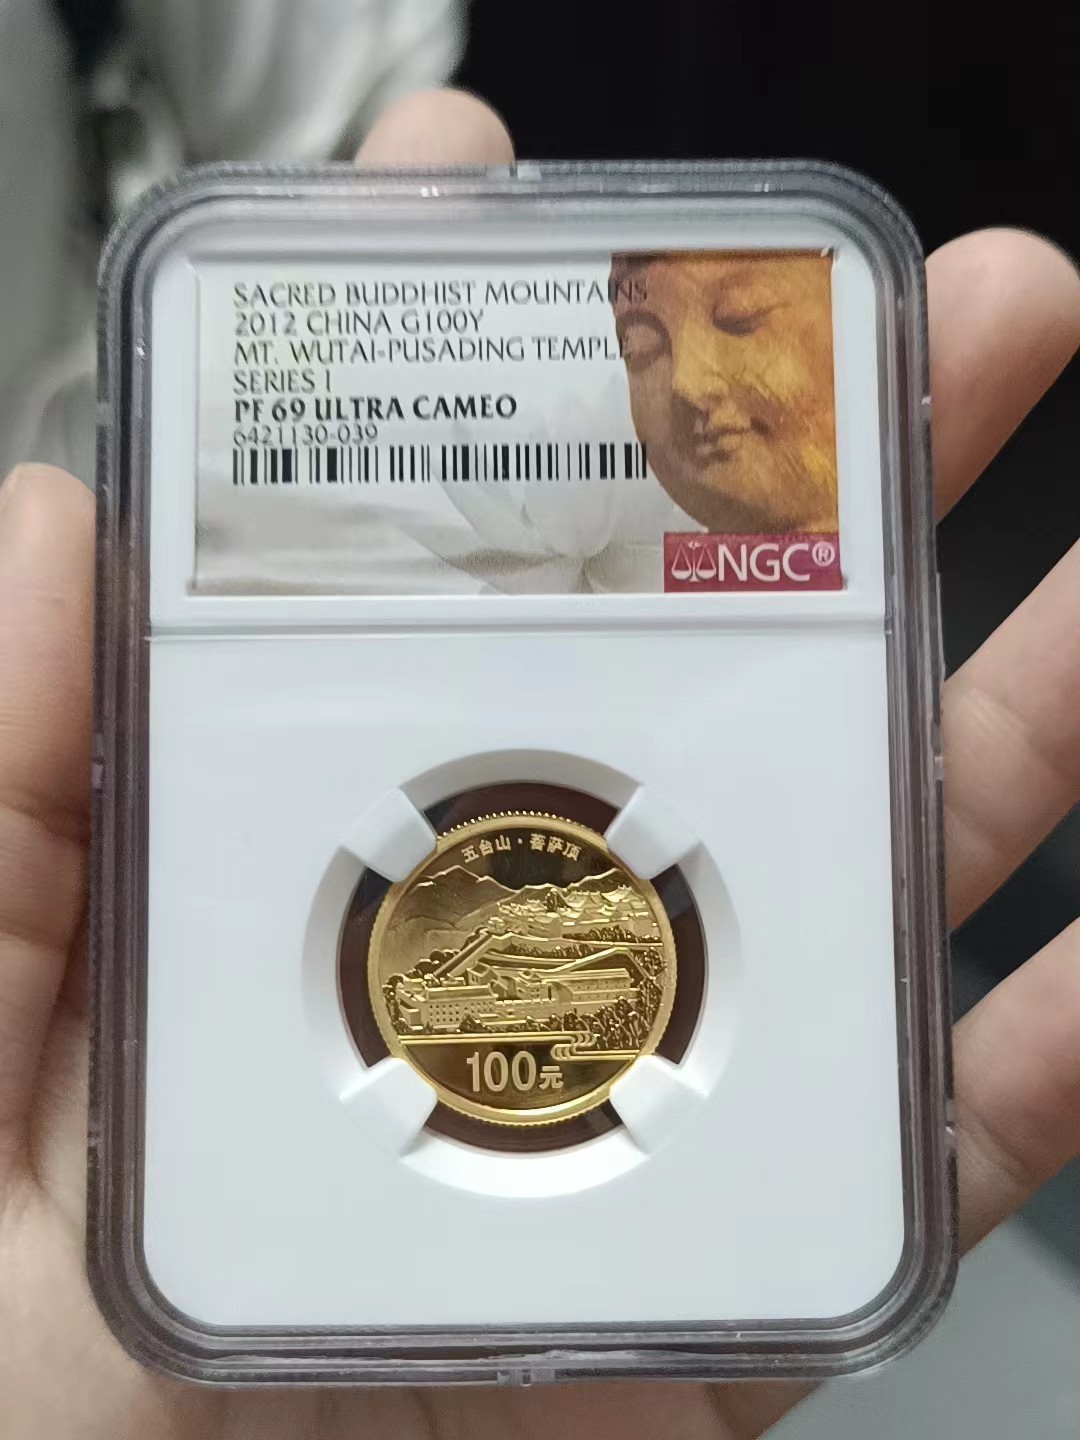 SACRED BUDDHIST MOUNTAINS
2012 CHINA G100Y
MT. WUTAI-PUSADING TEMPLE
SERIES I
PF 69 ULTRA CAMEO
6421130-039
NGC®
五台山·菩萨顶
100元